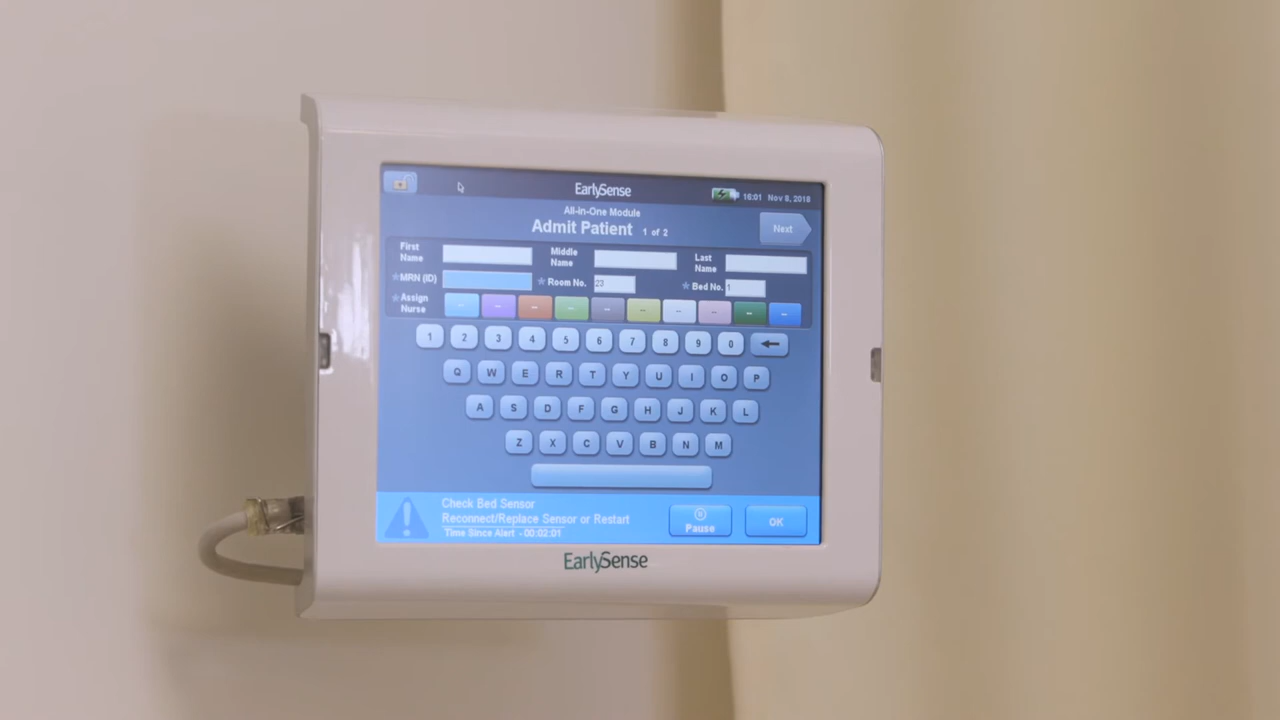 EarlySense
16:01 Nov 8, 2018
All-in-One Module
Admit Patient 1 of 2
Next
First Name
Middle Name
Last Name
*MRN (ID)
*Room No. 23
*Bed No. 1
*Assign Nurse
-- -- -- -- -- -- -- -- -- --
1 2 3 4 5 6 7 8 9 0
Q W E R T Y U I O P
A S D F G H J K L
Z X C V B N M
Check Bed Sensor
Reconnect/Replace Sensor or Restart
Time Since Alert - 00:02:01
Pause
OK
EarlySense